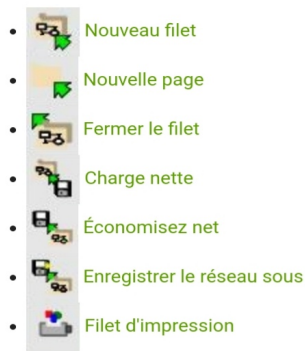 Nouveau filet
Nouvelle page
Fermer le filet
Charge nette
Économisez net
Enregistrer le réseau sous
Filet d'impression